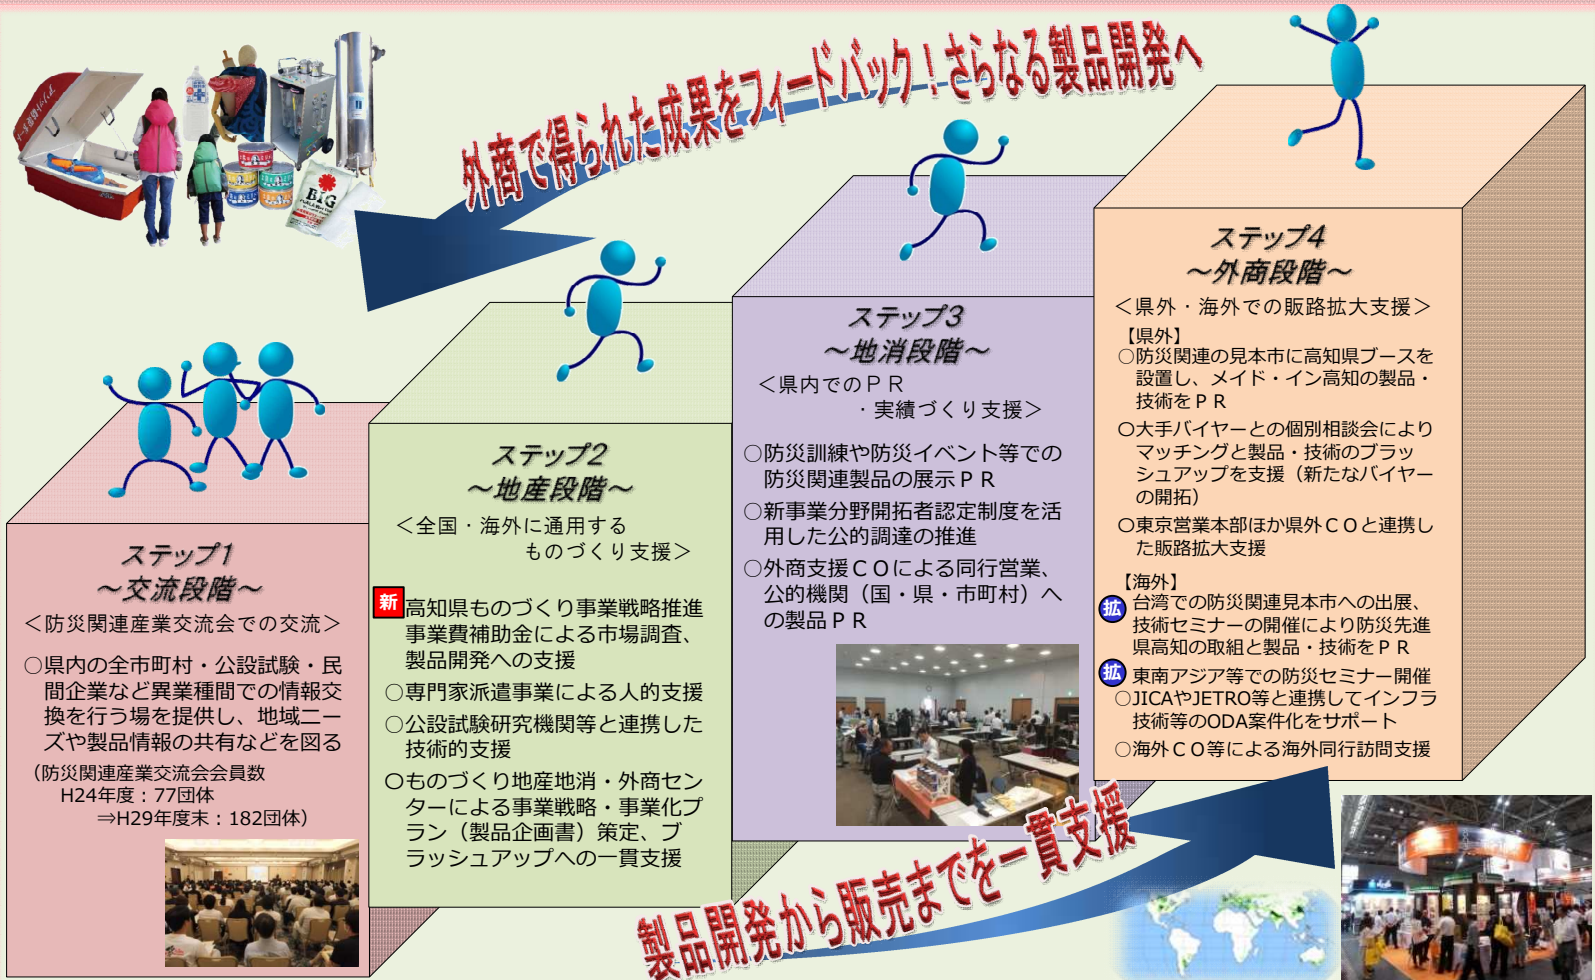 外商で得られた成果をフィードバック！さらなる製品開発へ
BIG
ステップ1
～交流段階～
＜防災関連産業交流会での交流＞
○県内の全市町村・公設試験・民
間企業など異業種間での情報交
換を行う場を提供し、地域ニー
ズや製品情報の共有などを図る
（防災関連産業交流会会員数
H24年度：77団体
⇒H29年度末：182団体）
ステップ2
～地産段階～
＜全国・海外に通用する
ものづくり支援＞
新 高知県ものづくり事業戦略推進
事業費補助金による市場調査、
製品開発への支援
○専門家派遣事業による人的支援
○公設試験研究機関等と連携した
技術的支援
○ものづくり地産地消・外商セン
ターによる事業戦略・事業化プ
ラン（製品企画書）策定、ブ
ラッシュアップへの一貫支援
ステップ3
～地消段階～
＜県内でのＰＲ
・実績づくり支援＞
○防災訓練や防災イベント等での
防災関連製品の展示ＰＲ
○新事業分野開拓者認定制度を活
用した公的調達の推進
○外商支援ＣＯによる同行営業、
公的機関（国・県・市町村）へ
の製品ＰＲ
ステップ4
～外商段階～
＜県外・海外での販路拡大支援＞
【県外】
○防災関連の見本市に高知県ブースを
設置し、メイド・イン高知の製品・
技術をＰＲ
○大手バイヤーとの個別相談会により
マッチングと製品・技術のブラッ
シュアップを支援（新たなバイヤー
の開拓）
○東京営業本部ほか県外ＣＯと連携し
た販路拡大支援
【海外】
拡 台湾での防災関連見本市への出展、
技術セミナーの開催により防災先進
県高知の取組と製品・技術をＰＲ
拡 東南アジア等での防災セミナー開催
○JICAやJETRO等と連携してインフラ
技術等のODA案件化をサポート
○海外ＣＯ等による海外同行訪問支援
製品開発から販売までを一貫支援